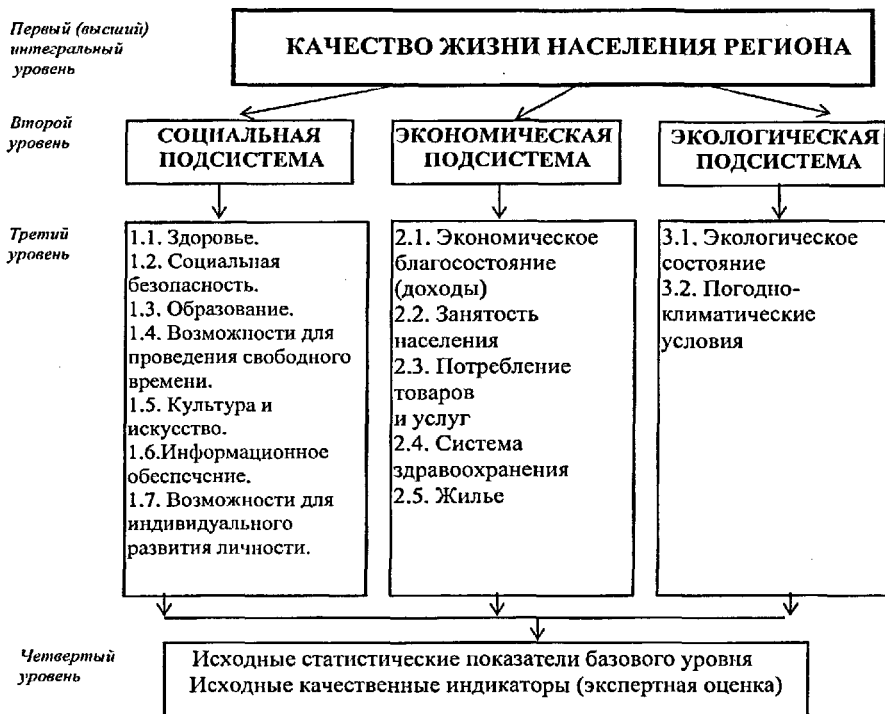 Первый (высший)
интегральный
уровень
КАЧЕСТВО ЖИЗНИ НАСЕЛЕНИЯ РЕГИОНА
Второй
уровень
СОЦИАЛЬНАЯ
ПОДСИСТЕМА
ЭКОНОМИЧЕСКАЯ
ПОДСИСТЕМА
ЭКОЛОГИЧЕСКАЯ
ПОДСИСТЕМА
Третий
уровень
1.1. Здоровье.
1.2. Социальная
безопасность.
1.3. Образование.
1.4. Возможности для
проведения свободного
времени.
1.5. Культура и
искусство.
1.6.Информационное
обеспечение.
1.7. Возможности для
индивидуального
развития личности.
2.1. Экономическое
благосостояние
(доходы)
2.2. Занятость
населения
2.3. Потребление
товаров
и услуг
2.4. Система
здравоохранения
2.5. Жилье
3.1. Экологическое
состояние
3.2. Погодно-
климатические
условия
Четвертый
уровень
Исходные статистические показатели базового уровня
Исходные качественные индикаторы (экспертная оценка)